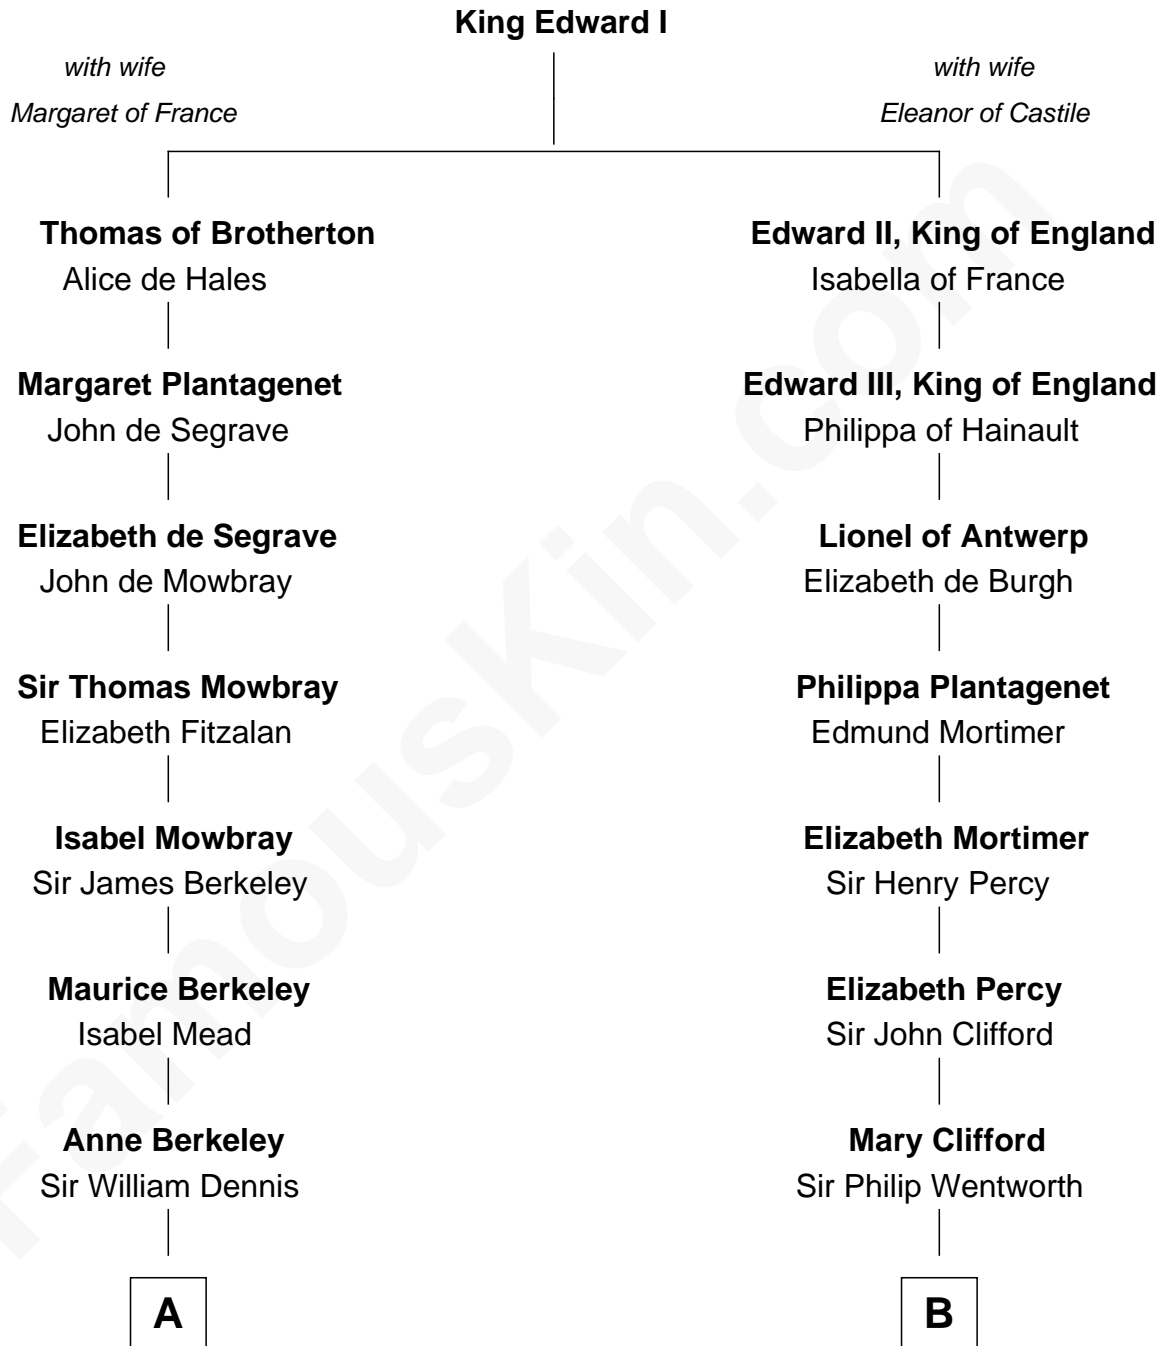 King Edward I
with wife
Margaret of France
with wife
Eleanor of Castile
Thomas of Brotherton
Alice de Hales
Margaret Plantagenet
John de Segrave
Elizabeth de Segrave
John de Mowbray
Sir Thomas Mowbray
Elizabeth Fitzalan
Isabel Mowbray
Sir James Berkeley
Maurice Berkeley
Isabel Mead
Anne Berkeley
Sir William Dennis
A
Edward II, King of England
Isabella of France
Edward III, King of England
Philippa of Hainault
Lionel of Antwerp
Elizabeth de Burgh
Philippa Plantagenet
Edmund Mortimer
Elizabeth Mortimer
Sir Henry Percy
Elizabeth Percy
Sir John Clifford
Mary Clifford
Sir Philip Wentworth
B
FamousKin.com